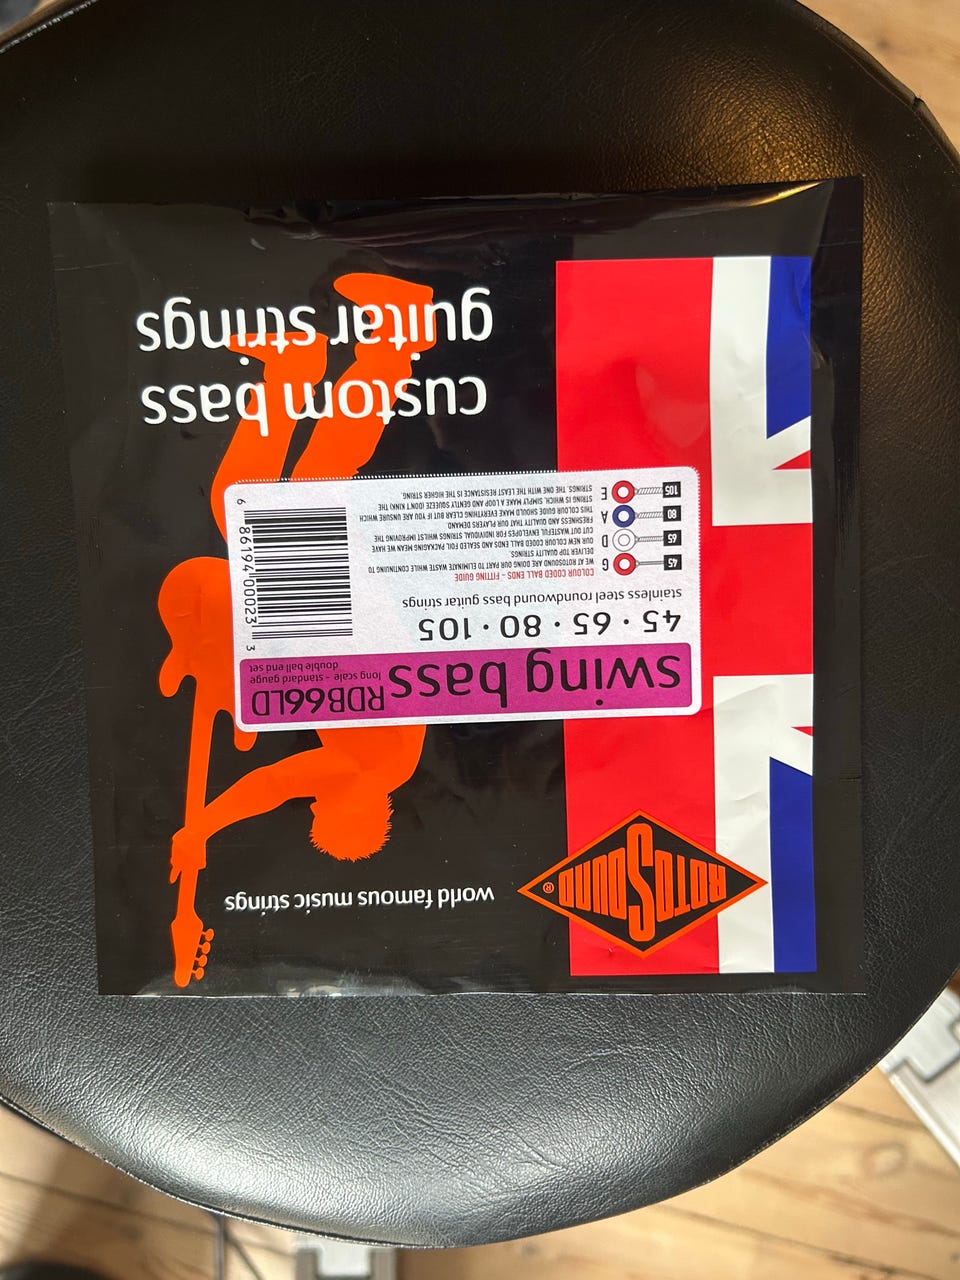 ROTOSOUND®
world famous music strings
swing bass RDB66LD
long scale - standard gauge
double ball end set
45 · 65 · 80 · 105
stainless steel roundwound bass guitar strings
COLOUR CODED BALL ENDS - FITTING GUIDE
WE AT ROTOSOUND ARE DOING OUR PART TO ELIMINATE WASTE WHILE CONTINUING TO
DELIVER TOP QUALITY STRINGS.
OUR NEW COLOUR CODED BALL ENDS AND SEALED FOIL PACKAGING MEAN WE HAVE
CUT OUT WASTEFUL ENVELOPES FOR INDIVIDUAL STRINGS WHILST IMPROVING THE
FRESHNESS AND QUALITY THAT OUR PLAYERS DEMAND.
THIS COLOUR GUIDE SHOULD MAKE EVERYTHING CLEAR BUT IF YOU ARE UNSURE WHICH
STRING IS WHICH, SIMPLY MAKE A LOOP AND SQUEEZE GENTLY (DON'T KINK) THE
STRINGS. THE ONE WITH THE LEAST RESISTANCE IS THE HIGHER STRING.
45 G
65 D
80 A
105 E
3 86194 00023 9
custom bass
guitar strings